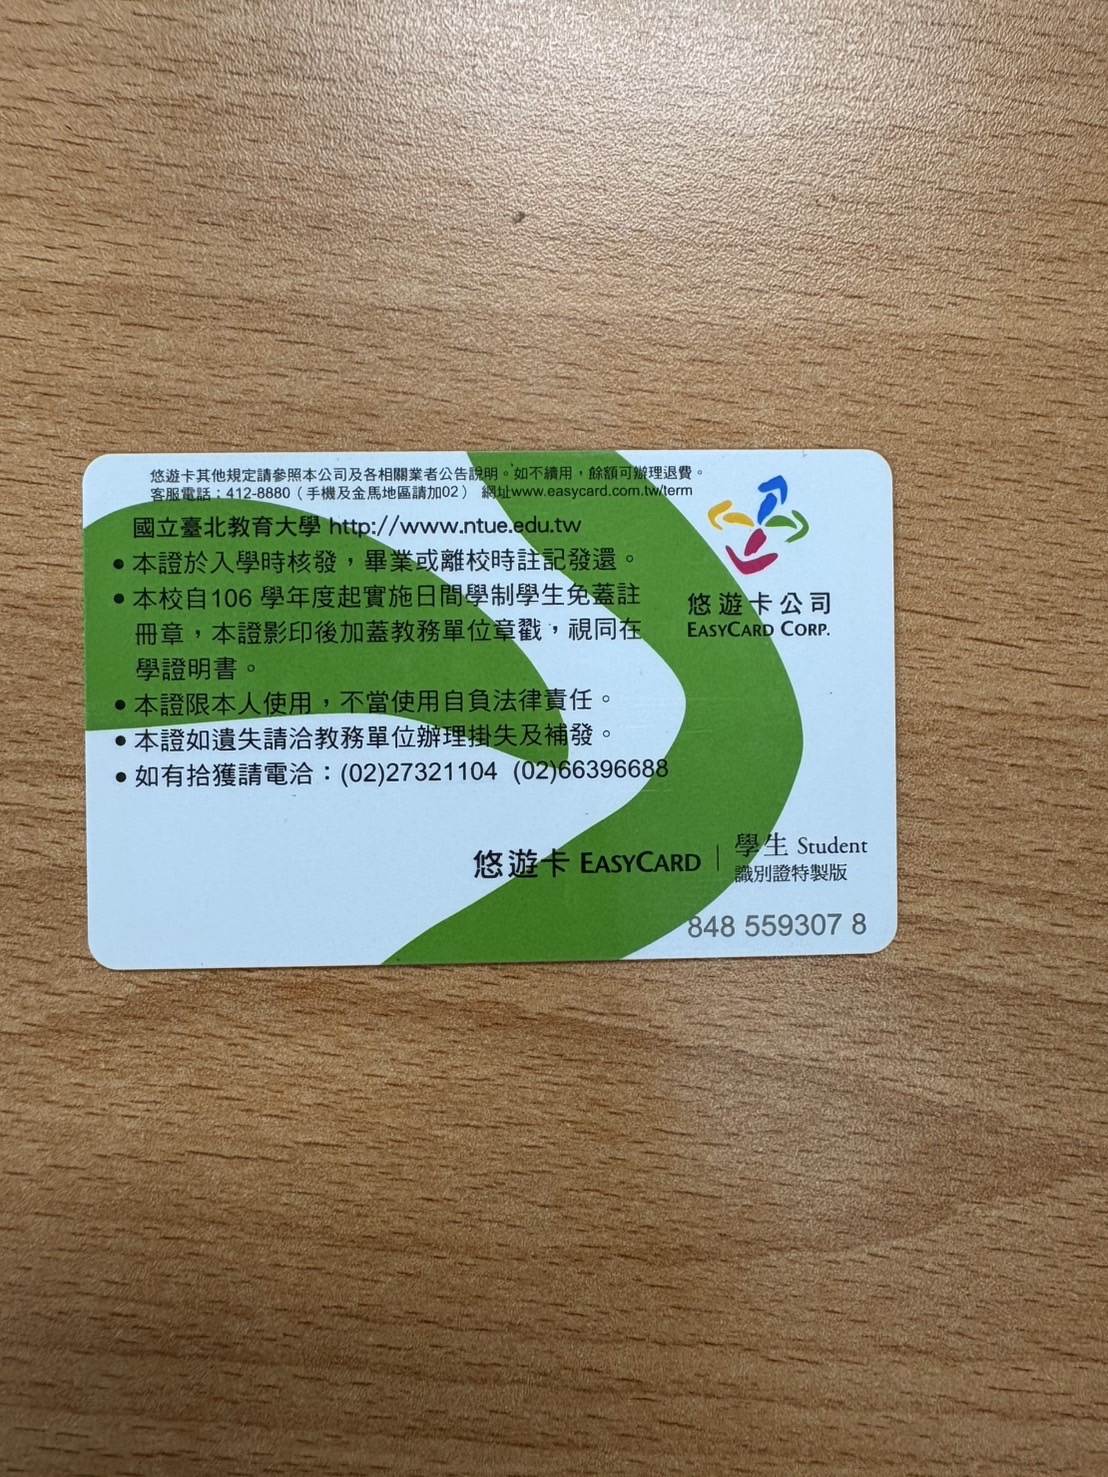 悠遊卡其他規定請參照本公司及各相關業者公告說明。如不續用，餘額可辦理退費。
客服電話：412-8880（手機及金馬地區請加02） 網址www.easycard.com.tw/term
國立臺北教育大學 http://www.ntue.edu.tw
●本證於入學時核發，畢業或離校時註記發還。
●本校自106 學年度起實施日間學制學生免蓋註
冊章，本證影印後加蓋教務單位章戳，視同在
學證明書。
●本證限本人使用，不當使用自負法律責任。
●本證如遺失請洽教務單位辦理掛失及補發。
●如有拾獲請電洽：(02)27321104 (02)66396688
悠遊卡公司
EASYCARD CORP.
悠遊卡 EASYCARD | 學生 Student
識別證特製版
848 559307 8